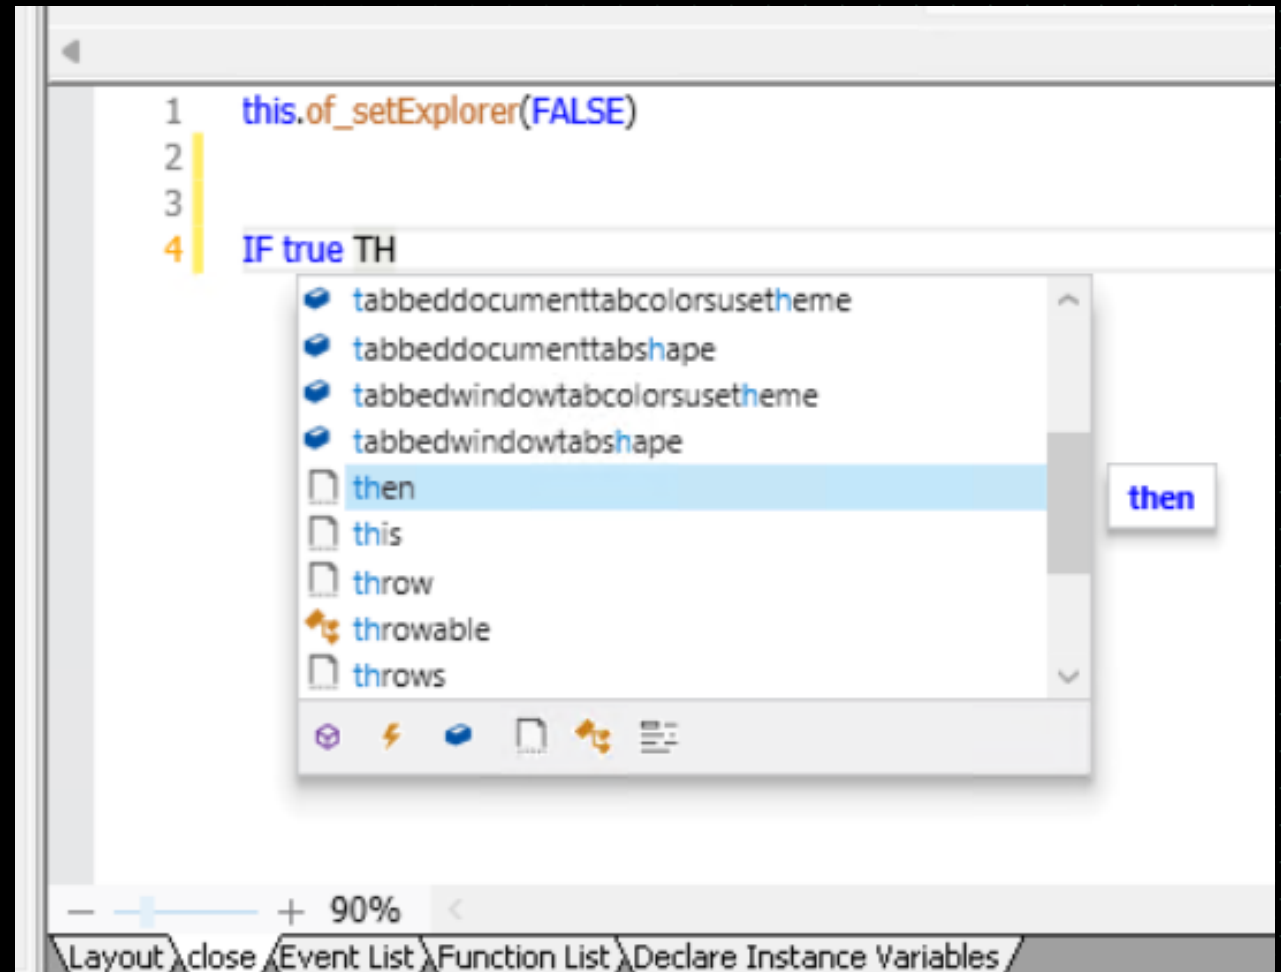 1 this.of_setExplorer(FALSE)
2
3
4 IF true TH
tabbeddocumenttabcolorsusetheme
tabbeddocumenttabshape
tabbedwindowtabcolorsusetheme
tabbedwindowtabshape
then then
this
throw
throwable
throws
90%
Layout close Event List Function List Declare Instance Variables